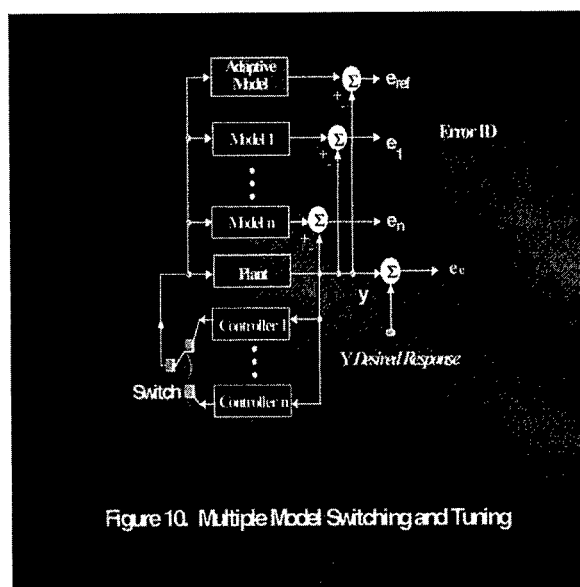 Adaptive
Model
Σ
e_ref
+
-
Model 1
Σ
e_1
+
-
Error ID
Model n
Σ
e_n
+
Plant
Σ
e_c
y
Controller 1
Y Desired Response
Switch
Controller n
Figure 10. Multiple Model Switching and Tuning